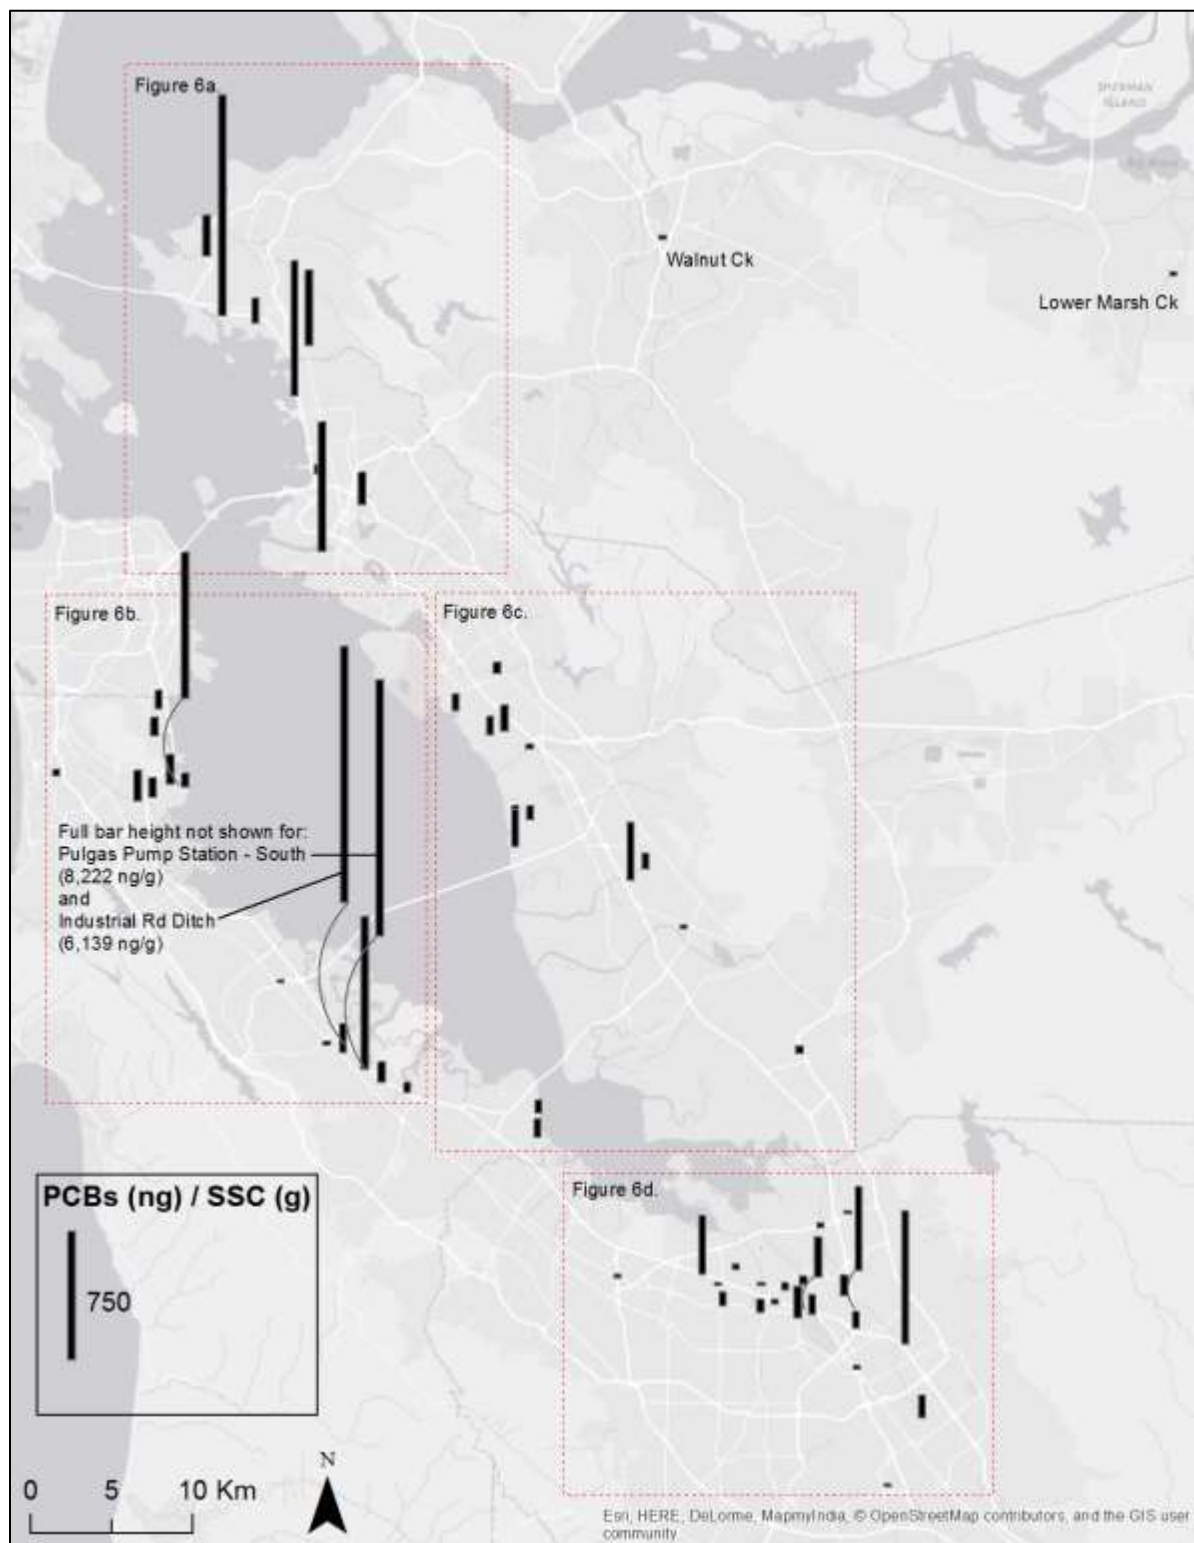 Figure 6a.
SHERMAN
ISLAND
Walnut Ck
Lower Marsh Ck
Figure 6b.
Figure 6c.
Full bar height not shown for:
Pulgas Pump Station - South
(8,222 ng/g)
and
Industrial Rd Ditch
(6,139 ng/g)
Figure 6d.
PCBs (ng) / SSC (g)
750
N
0 5 10 Km
Esri, HERE, DeLorme, MapmyIndia, © OpenStreetMap contributors, and the GIS user
community